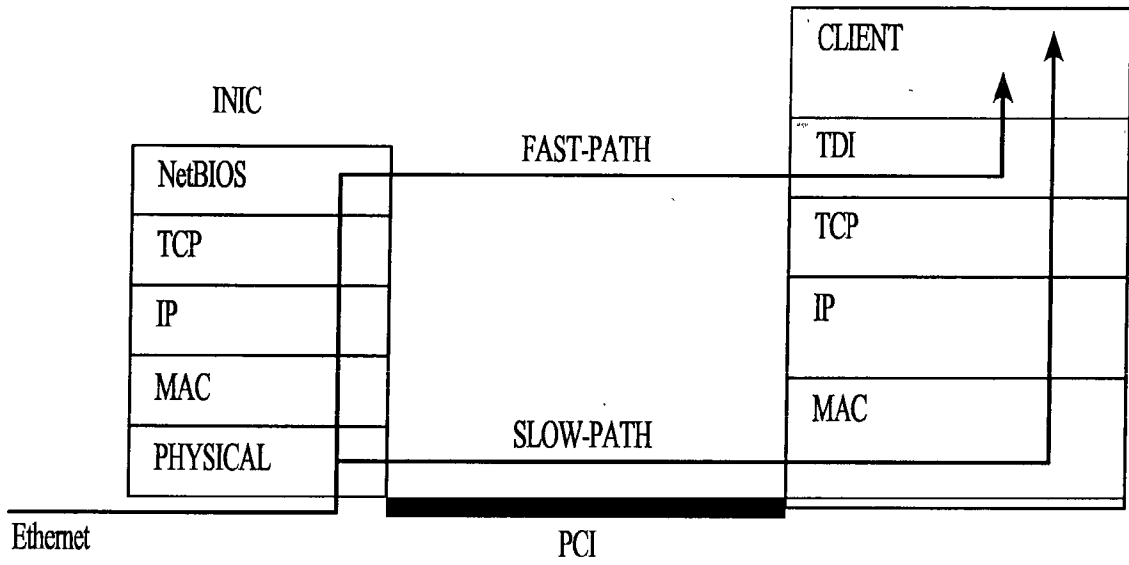 CLIENT
INIC
FAST-PATH
TDI
NetBIOS
TCP
TCP
IP
IP
MAC
MAC
SLOW-PATH
PHYSICAL
Ethernet
PCI